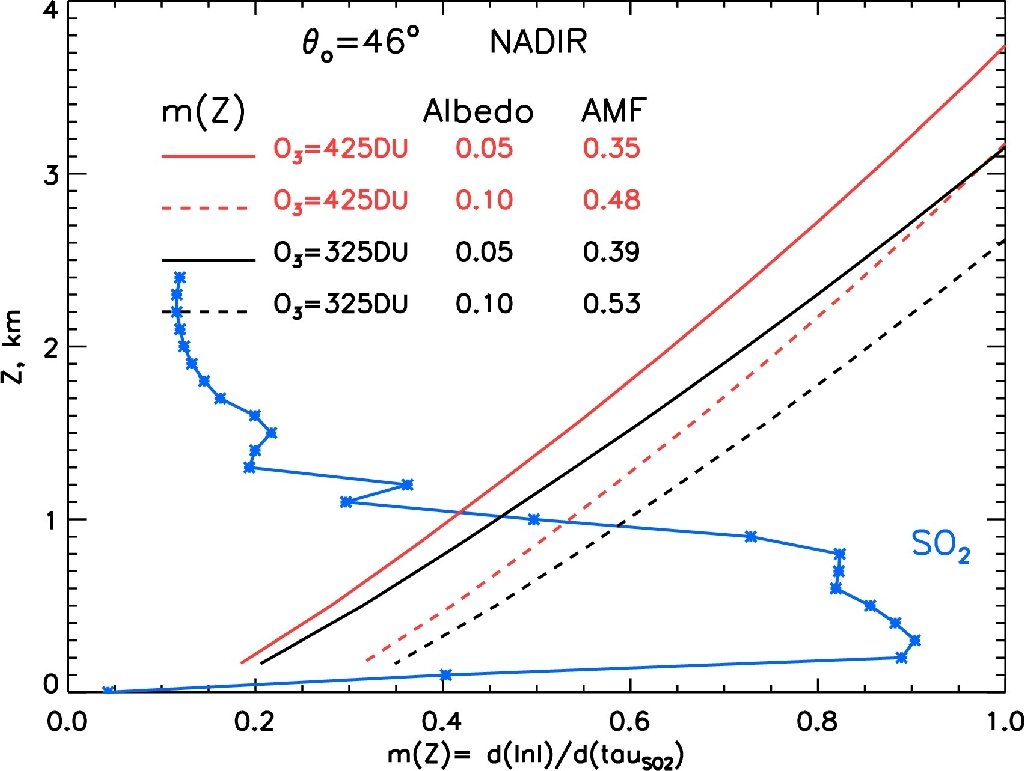 4
θo=46° NADIR
m(Z) Albedo AMF
O3=425DU 0.05 0.35
3
O3=425DU 0.10 0.48
O3=325DU 0.05 0.39
O3=325DU 0.10 0.53
Z, km
2
1
SO2
0
0.0 0.2 0.4 0.6 0.8 1.0
m(Z)= d(lnI)/d(tauSO2)